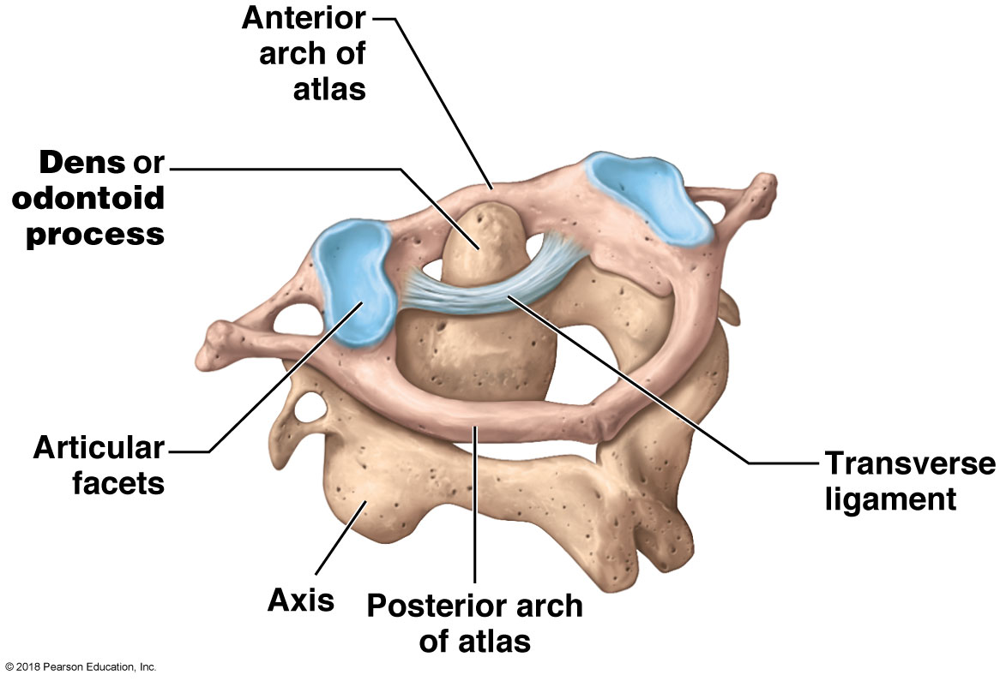 Anterior
arch of
atlas
Dens or
odontoid
process
Articular
facets
Transverse
ligament
Axis
Posterior arch
of atlas
© 2018 Pearson Education, Inc.